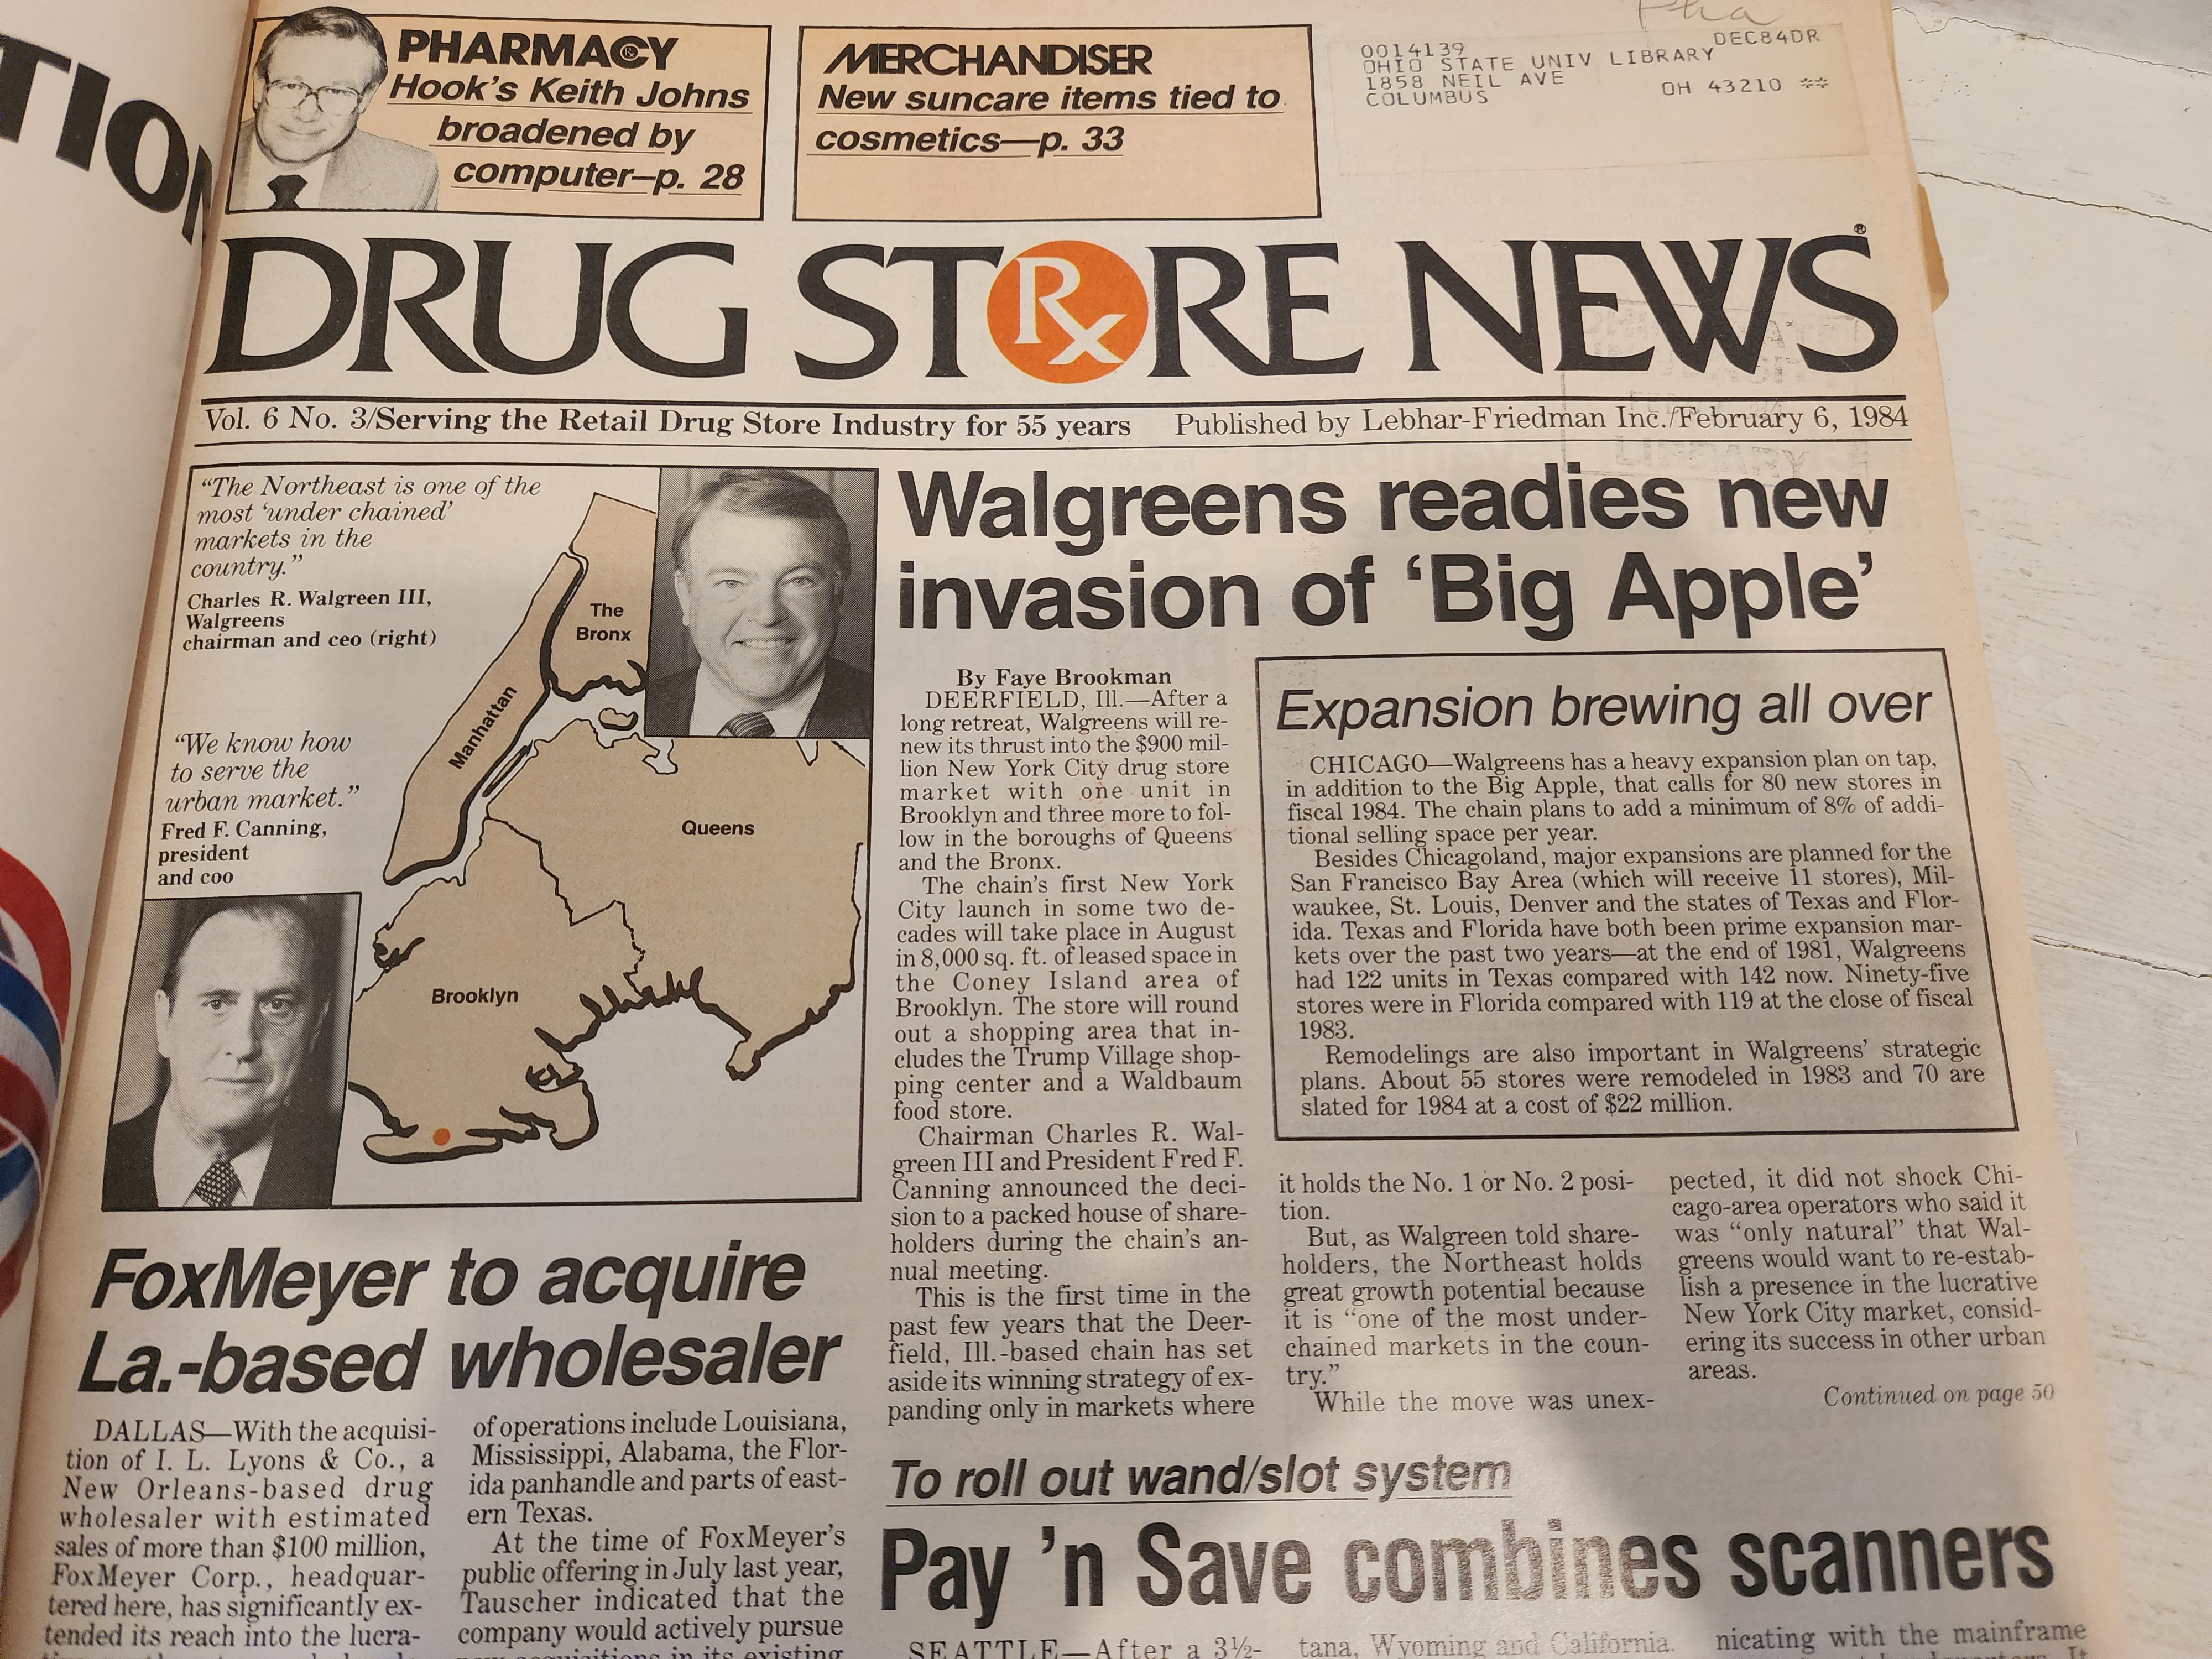 TION
PHARMACY
Hook's Keith Johns
broadened by
computer—p. 28
MERCHANDISER
New suncare items tied to
cosmetics—p. 33
Pha
DEC84DR
0014139
OHIO STATE UNIV LIBRARY
1858 NEIL AVE
COLUMBUS OH 43210 **
DRUG STRxRE NEWS®
Vol. 6 No. 3/Serving the Retail Drug Store Industry for 55 years Published by Lebhar-Friedman Inc./February 6, 1984
“The Northeast is one of the
most ‘under chained’
markets in the
country.”
Charles R. Walgreen III,
Walgreens
chairman and ceo (right)
“We know how
to serve the
urban market.”
Fred F. Canning,
president
and coo
The
Bronx
Manhattan
Queens
Brooklyn
Walgreens readies new
invasion of ‘Big Apple’
By Faye Brookman
DEERFIELD, Ill.—After a
long retreat, Walgreens will re-
new its thrust into the $900 mil-
lion New York City drug store
market with one unit in
Brooklyn and three more to fol-
low in the boroughs of Queens
and the Bronx.
The chain's first New York
City launch in some two de-
cades will take place in August
in 8,000 sq. ft. of leased space in
the Coney Island area of
Brooklyn. The store will round
out a shopping area that in-
cludes the Trump Village shop-
ping center and a Waldbaum
food store.
Chairman Charles R. Wal-
green III and President Fred F.
Canning announced the deci-
sion to a packed house of share-
holders during the chain's an-
nual meeting.
This is the first time in the
past few years that the Deer-
field, Ill.-based chain has set
aside its winning strategy of ex-
panding only in markets where
it holds the No. 1 or No. 2 posi-
tion.
But, as Walgreen told share-
holders, the Northeast holds
great growth potential because
it is “one of the most under-
chained markets in the coun-
try.”
While the move was unex-
pected, it did not shock Chi-
cago-area operators who said it
was “only natural” that Wal-
greens would want to re-estab-
lish a presence in the lucrative
New York City market, consid-
ering its success in other urban
areas.
Continued on page 50
Expansion brewing all over
CHICAGO—Walgreens has a heavy expansion plan on tap,
in addition to the Big Apple, that calls for 80 new stores in
fiscal 1984. The chain plans to add a minimum of 8% of addi-
tional selling space per year.
Besides Chicagoland, major expansions are planned for the
San Francisco Bay Area (which will receive 11 stores), Mil-
waukee, St. Louis, Denver and the states of Texas and Flor-
ida. Texas and Florida have both been prime expansion mar-
kets over the past two years—at the end of 1981, Walgreens
had 122 units in Texas compared with 142 now. Ninety-five
stores were in Florida compared with 119 at the close of fiscal
1983.
Remodelings are also important in Walgreens' strategic
plans. About 55 stores were remodeled in 1983 and 70 are
slated for 1984 at a cost of $22 million.
FoxMeyer to acquire
La.-based wholesaler
DALLAS—With the acquisi-
tion of I. L. Lyons & Co., a
New Orleans-based drug
wholesaler with estimated
sales of more than $100 million,
FoxMeyer Corp., headquar-
tered here, has significantly ex-
tended its reach into the lucra-
of operations include Louisiana,
Mississippi, Alabama, the Flor-
ida panhandle and parts of east-
ern Texas.
At the time of FoxMeyer's
public offering in July last year,
Tauscher indicated that the
company would actively pursue
new acquisitions in its existing
To roll out wand/slot system
Pay 'n Save combines scanners
SEATTLE—After a 3½-
tana, Wyoming and California.
nicating with the mainframe